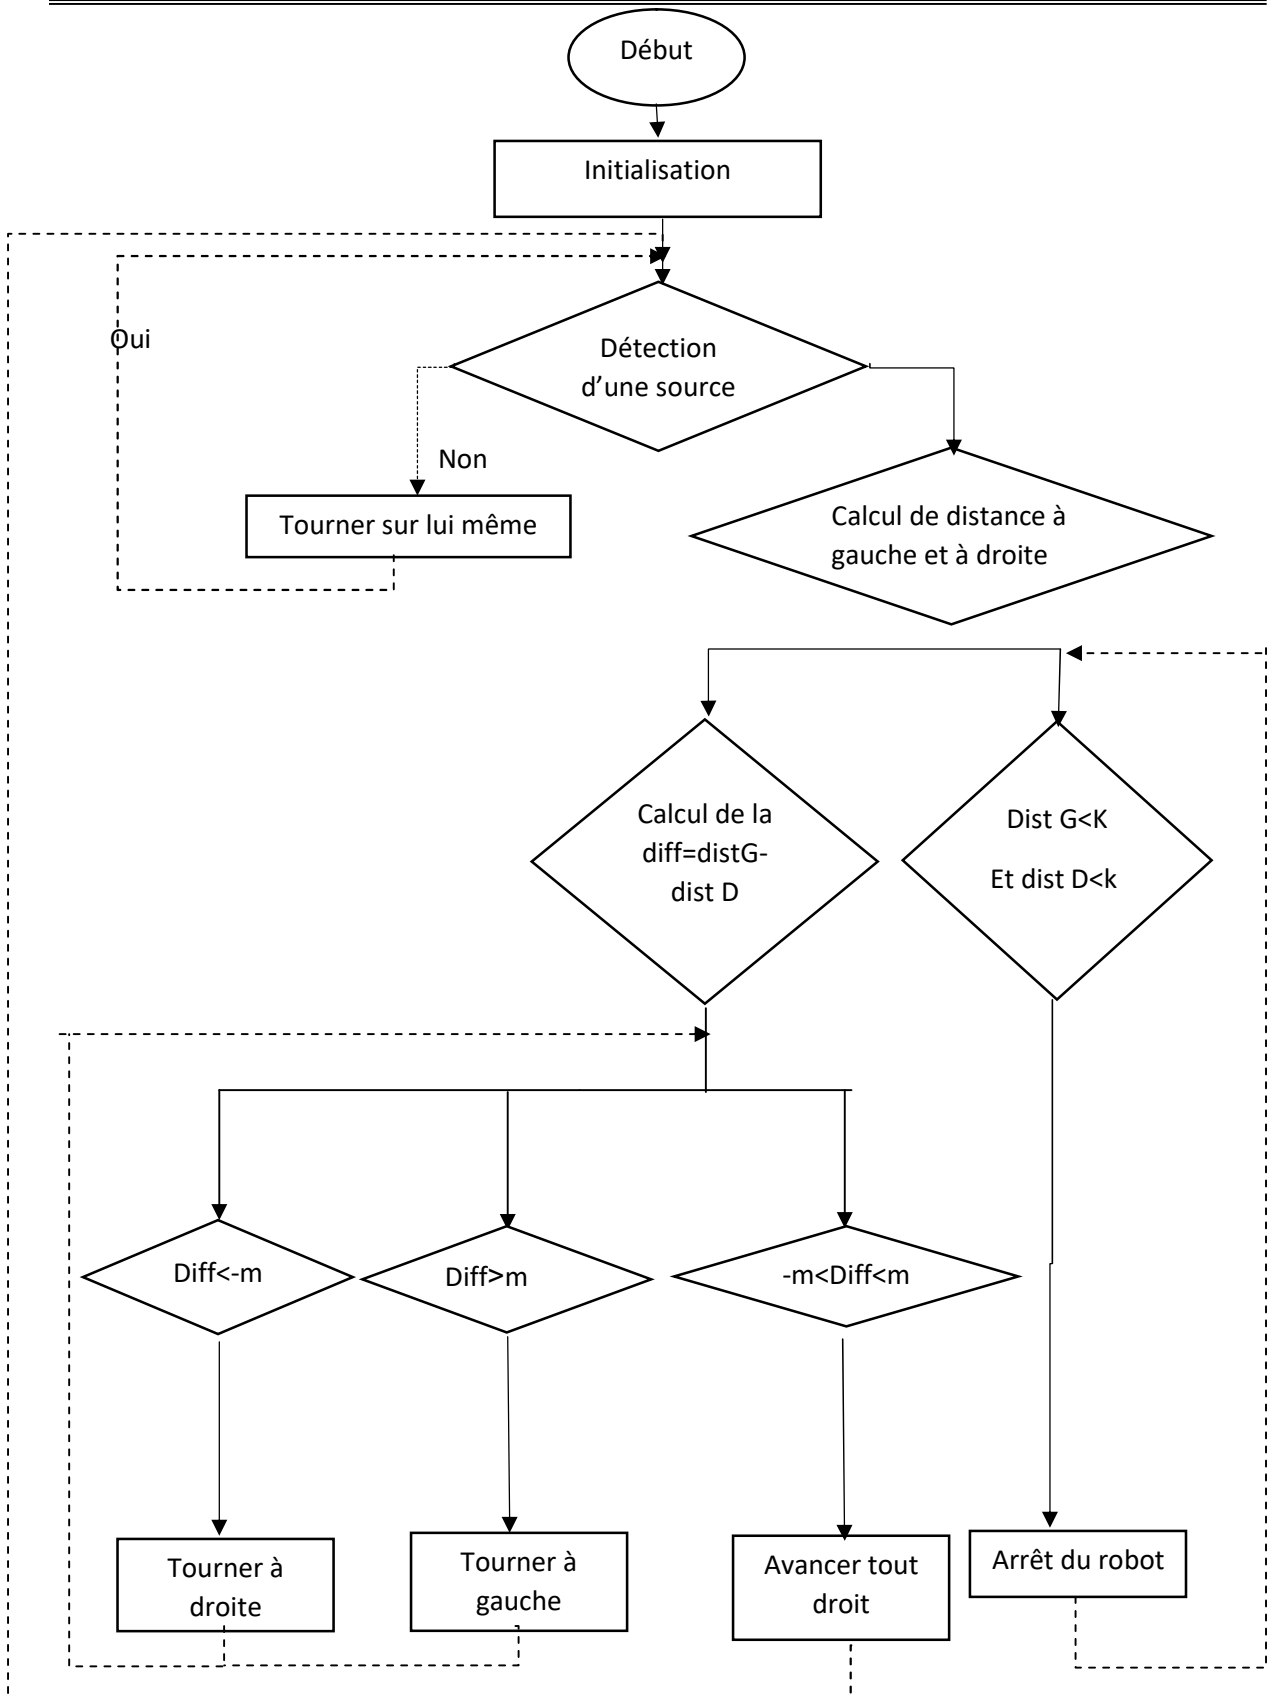 Début
Initialisation
Oui
Détection
d’une source
Non
Tourner sur lui même
Calcul de distance à
gauche et à droite
Calcul de la
diff=distG-
dist D
Dist G<K
Et dist D<k
Diff<-m
Diff>m
-m<Diff<m
Tourner à
droite
Tourner à
gauche
Avancer tout
droit
Arrêt du robot